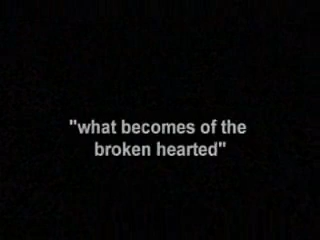 "what becomes of the
broken hearted"